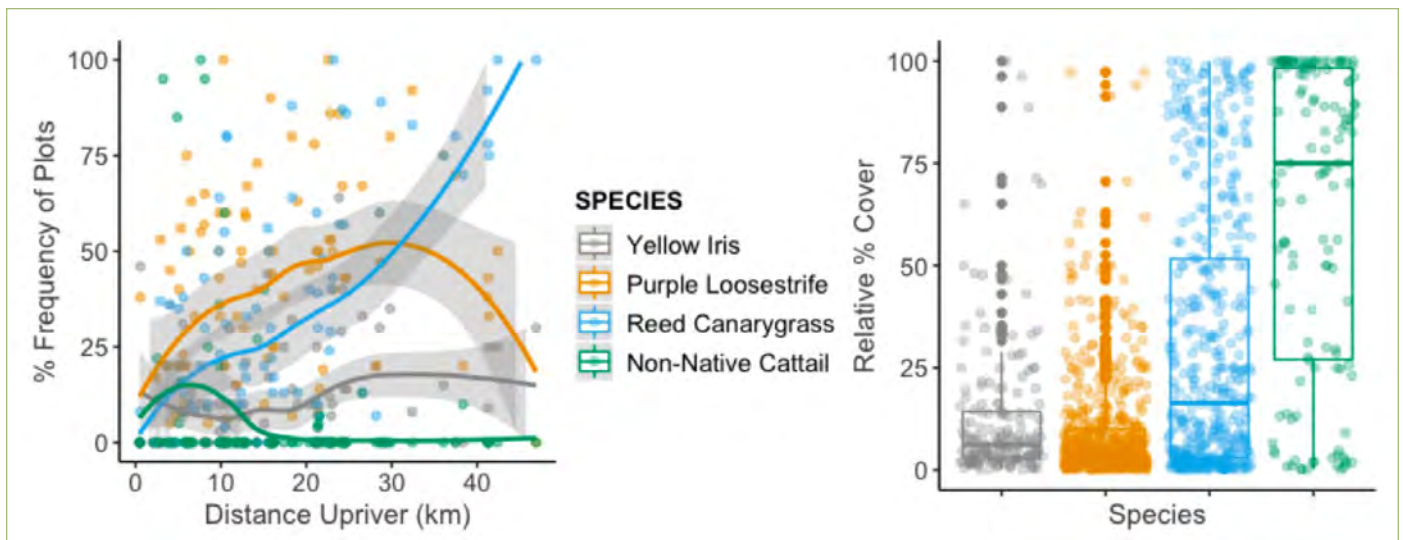 % Frequency of Plots
100
75
50
25
0
0
10
20
30
40
Distance Upriver (km)
SPECIES
Yellow Iris
Purple Loosestrife
Reed Canarygrass
Non-Native Cattail
Relative % Cover
100
75
50
25
0
Species